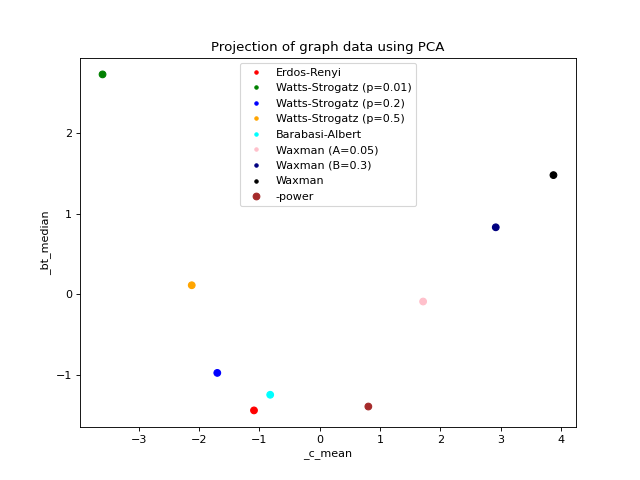 Projection of graph data using PCA
Erdos-Renyi
Watts-Strogatz (p=0.01)
Watts-Strogatz (p=0.2)
Watts-Strogatz (p=0.5)
Barabasi-Albert
Waxman (A=0.05)
Waxman (B=0.3)
Waxman
-power
_bt_median
2
1
0
−1
−3
−2
−1
0
1
2
3
4
_c_mean